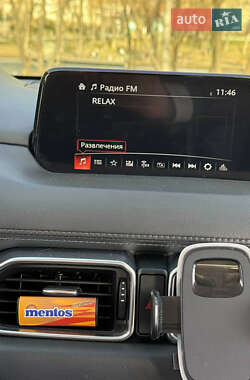 auto RIA
Радио FM
11:46
RELAX
Развлечения
mentos